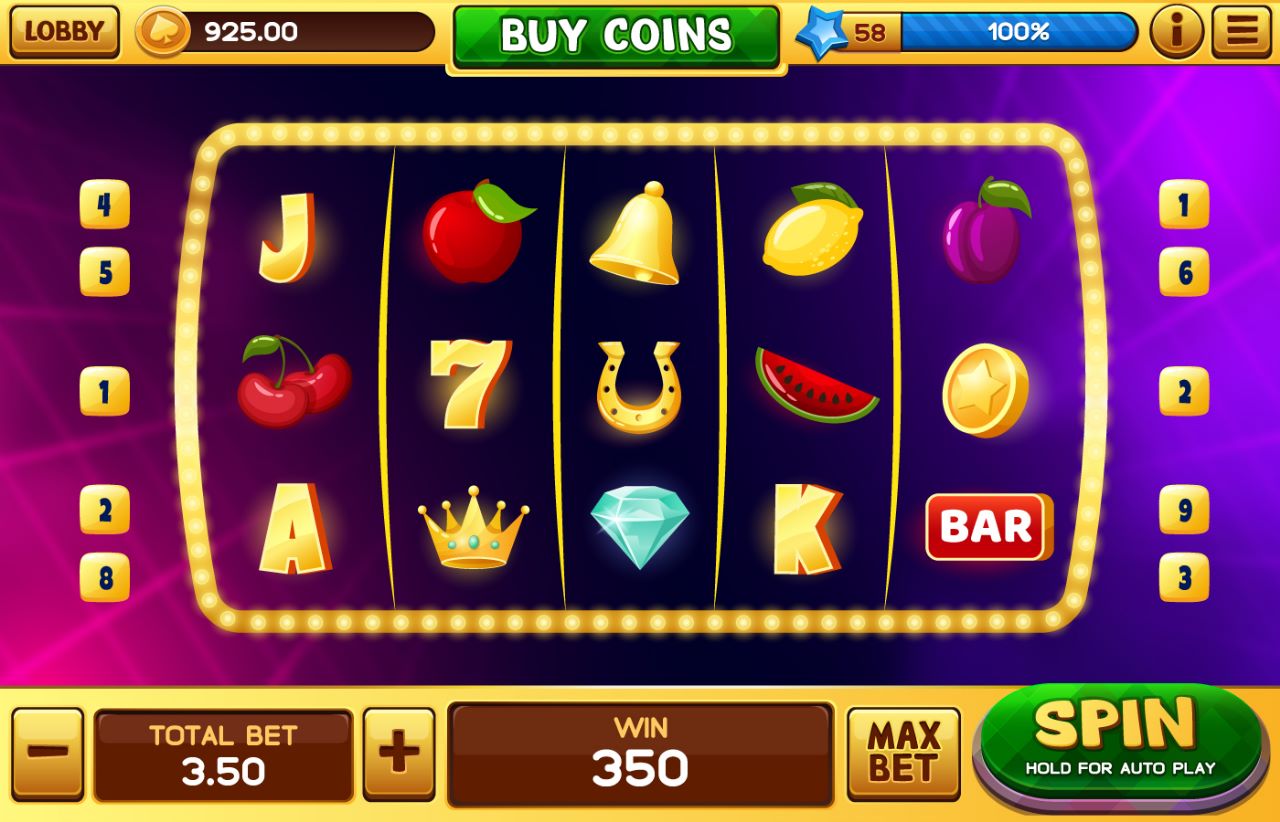 LOBBY
925.00
BUY COINS
58
100%
i
4
J
1
5
6
1
7
2
2
A
K
BAR
9
8
3
TOTAL BET
3.50
WIN
350
MAX
BET
SPIN
HOLD FOR AUTO PLAY